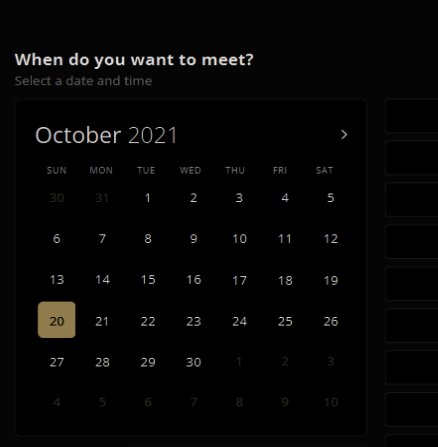 When do you want to meet?
Select a date and time
October 2021
SUN MON TUE WED THU FRI SAT
30 31 1 2 3 4 5
6 7 8 9 10 11 12
13 14 15 16 17 18 19
20 21 22 23 24 25 26
27 28 29 30 1 2 3
4 5 6 7 8 9 10